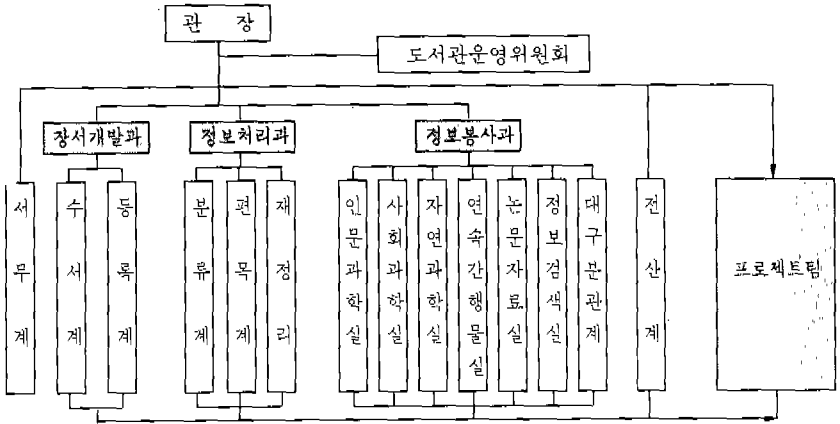 관 장
도서관운영위원회
장서개발과
정보처리과
정보봉사과
서무계
수서계
등록계
분류계
편목계
재정리
인문과학실
사회과학실
자연과학실
연속간행물실
논문자료실
정보검색실
대구분관계
전산계
프로젝트팀